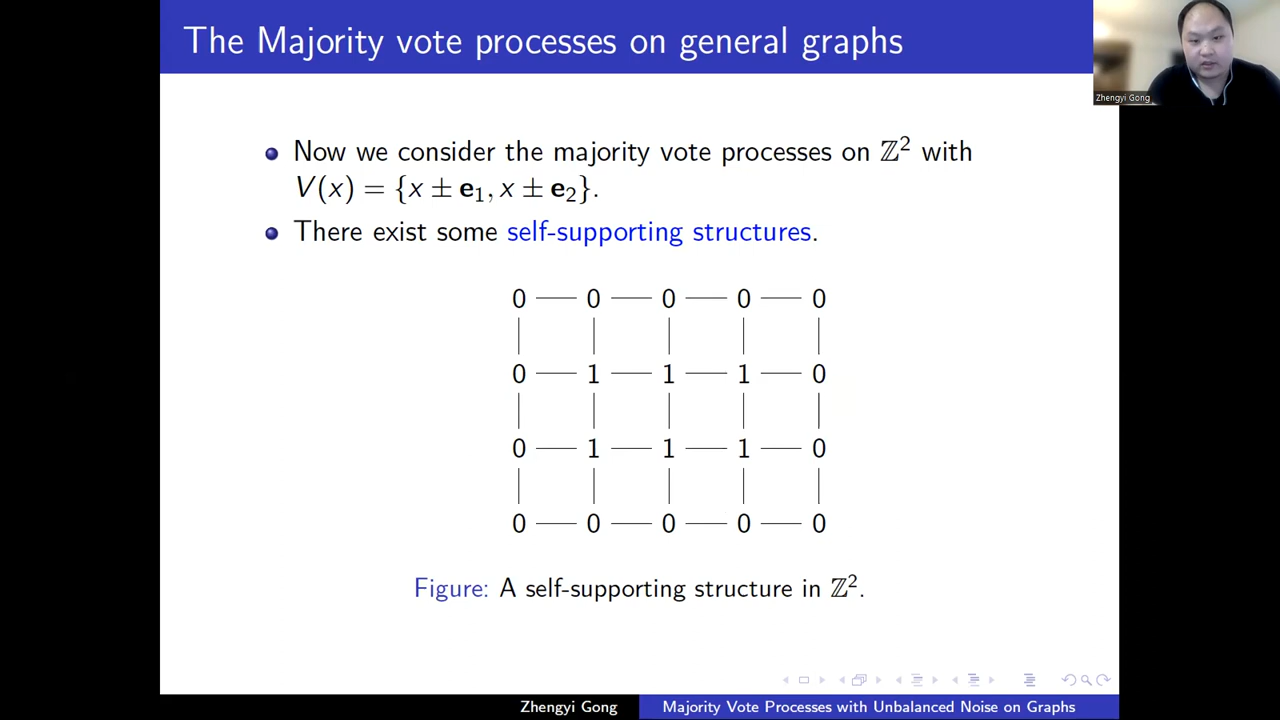 The Majority vote processes on general graphs
Zhengyi Gong
Now we consider the majority vote processes on ℤ² with
V(x) = {x ± e₁, x ± e₂}.
There exist some self-supporting structures.
0 0 0 0 0
0 1 1 1 0
0 1 1 1 0
0 0 0 0 0
Figure: A self-supporting structure in ℤ².
Zhengyi Gong
Majority Vote Processes with Unbalanced Noise on Graphs